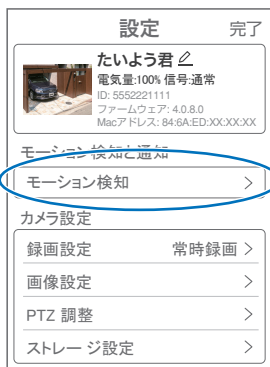 設定 完了
たいよう君
電気量:100% 信号:通常
ID: 5552221111
ファームウェア: 4.0.8.0
Macアドレス: 84:6A:ED:XX:XX:XX
モーション検知と通知
モーション検知 >
カメラ設定
録画設定 常時録画 >
画像設定 >
PTZ 調整 >
ストレージ設定 >